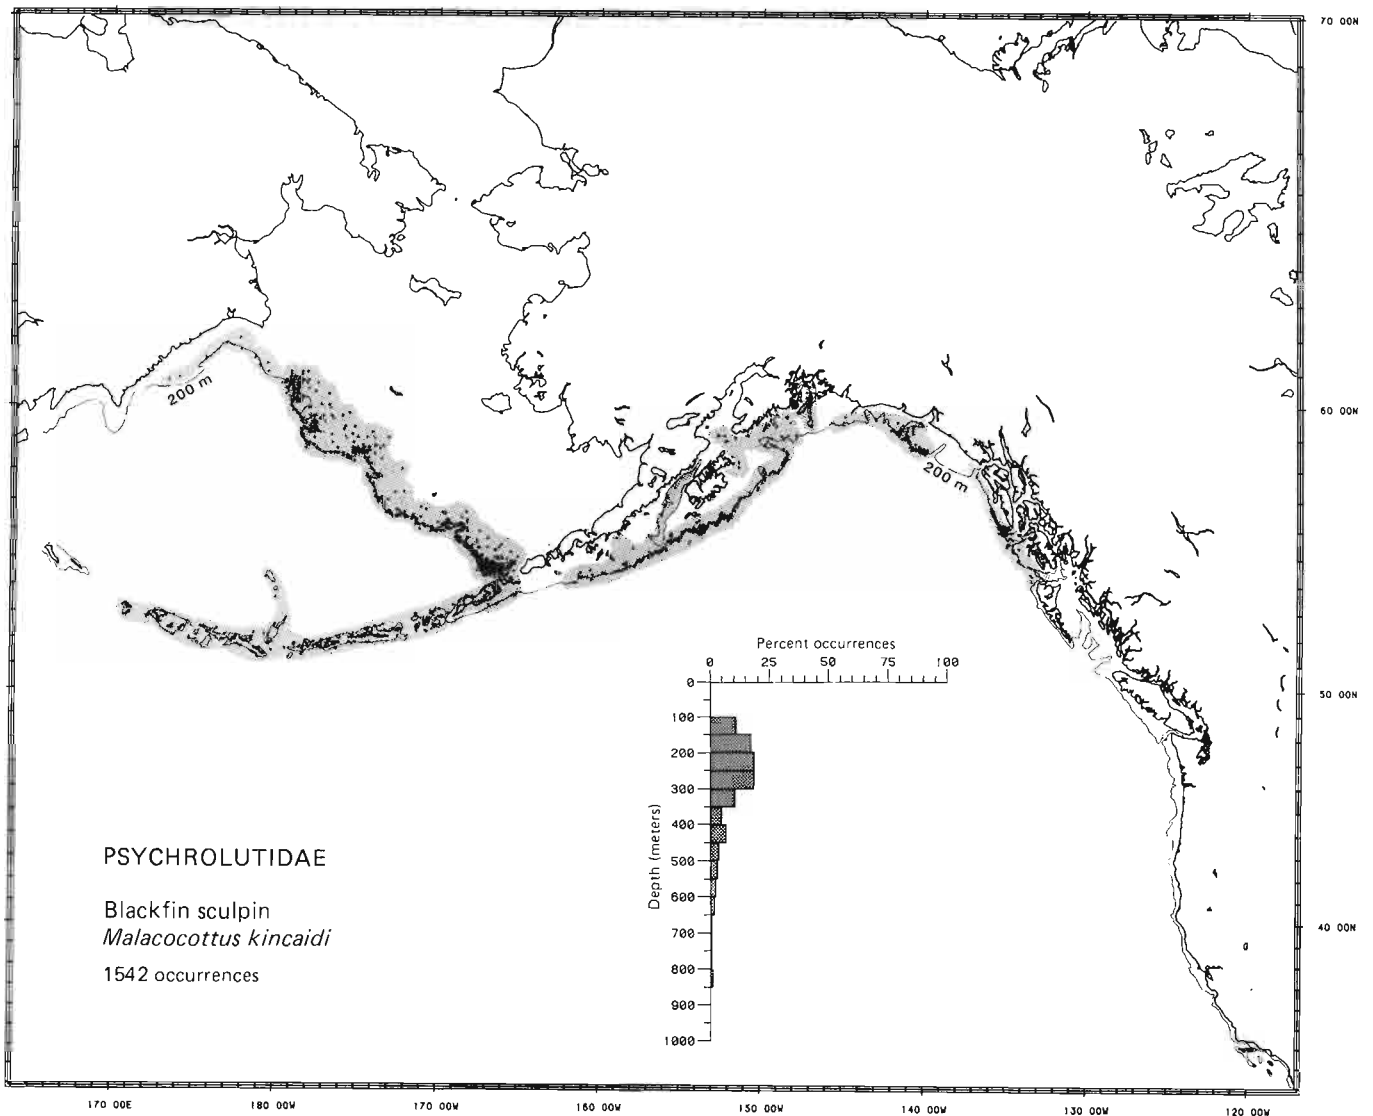 70 00N
200 m
60 00N
200 m
Percent occurrences
0 25 50 75 100
0
50 00N
100
200
300
400
Depth (meters)
500
600
700
800
900
1000
PSYCHROLUTIDAE
Blackfin sculpin
Malacocottus kincaidi
1542 occurrences
40 00N
170 00E 180 00W 170 00W 160 00W 150 00W 140 00W 130 00W 120 00W